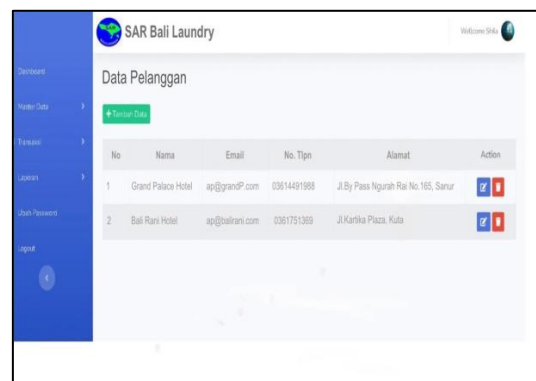 SAR Bali Laundry
Wellcome Shila
Dashboard
Master Data
Transaksi
Laporan
Ubah Password
Logout
Data Pelanggan
+ Tambah Data
No Nama Email No. Tlpn Alamat Action
1 Grand Palace Hotel ap@grandP.com 03614491988 Jl.By Pass Ngurah Rai No.165, Sanur
2 Bali Rani Hotel ap@balirani.com 0361751369 Jl.Kartika Plaza, Kuta